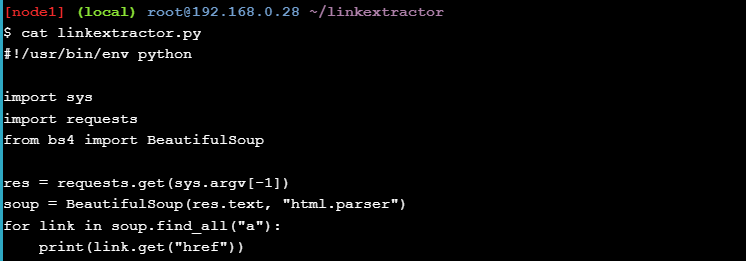 [node1] (local) root@192.168.0.28 ~/linkextractor
$ cat linkextractor.py
#!/usr/bin/env python

import sys
import requests
from bs4 import BeautifulSoup

res = requests.get(sys.argv[-1])
soup = BeautifulSoup(res.text, "html.parser")
for link in soup.find_all("a"):
    print(link.get("href"))